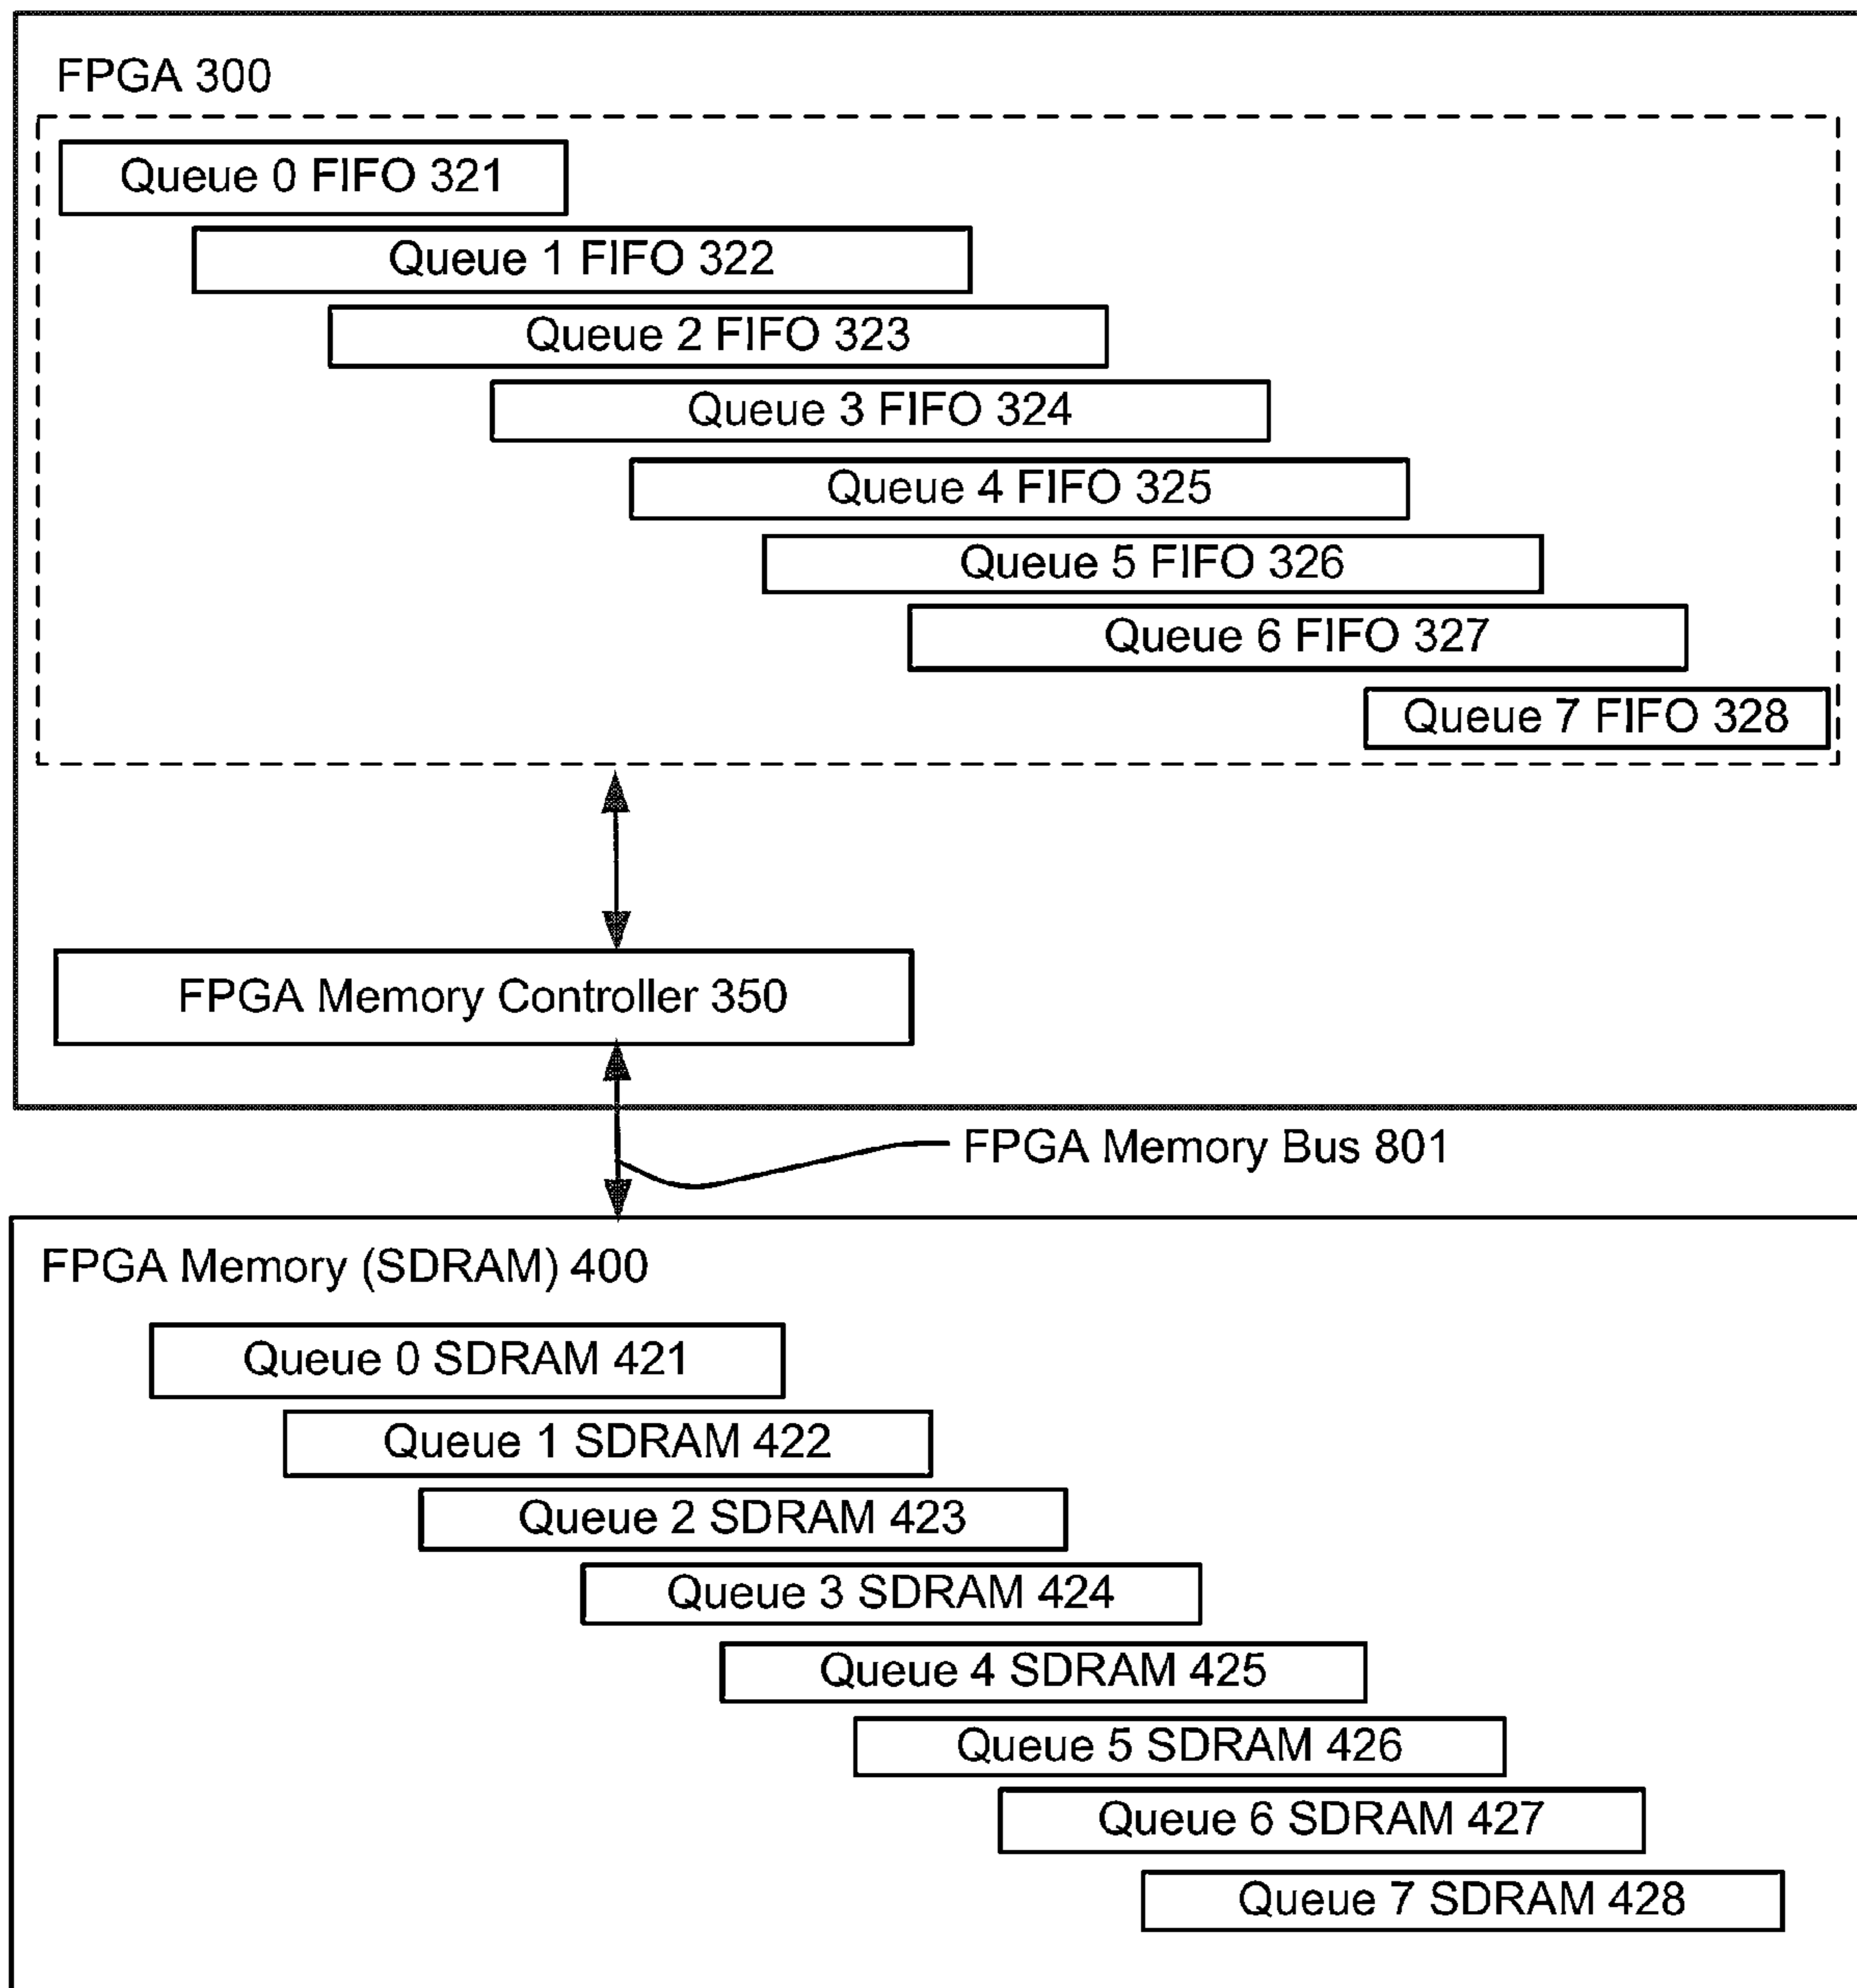 FPGA 300
Queue 0 FIFO 321
Queue 1 FIFO 322
Queue 2 FIFO 323
Queue 3 FIFO 324
Queue 4 FIFO 325
Queue 5 FIFO 326
Queue 6 FIFO 327
Queue 7 FIFO 328
FPGA Memory Controller 350
FPGA Memory Bus 801
FPGA Memory (SDRAM) 400
Queue 0 SDRAM 421
Queue 1 SDRAM 422
Queue 2 SDRAM 423
Queue 3 SDRAM 424
Queue 4 SDRAM 425
Queue 5 SDRAM 426
Queue 6 SDRAM 427
Queue 7 SDRAM 428